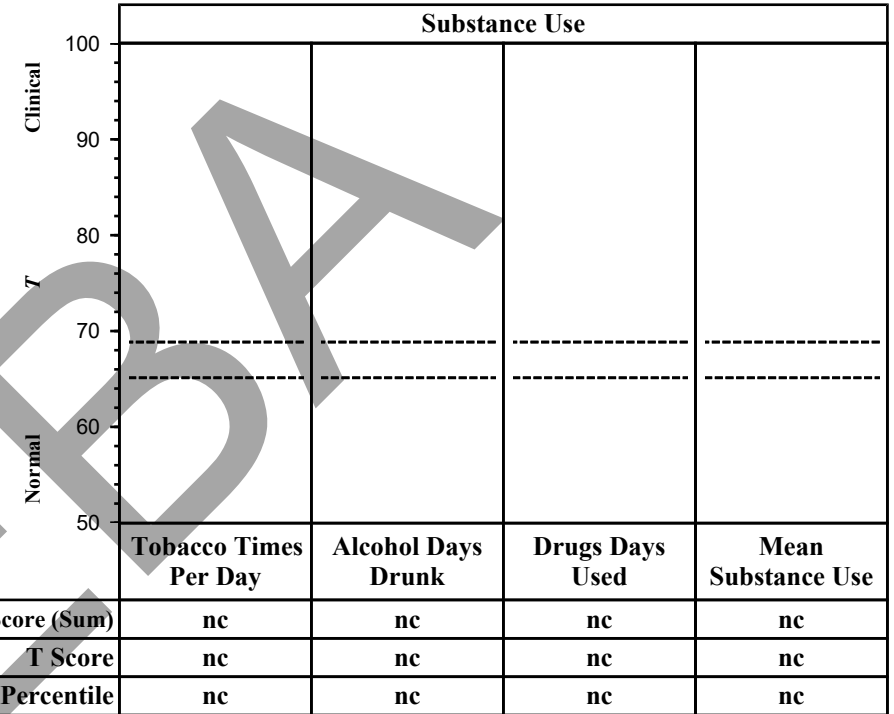 Substance Use
100
90
80
70
60
50
Clinical
T
Normal
Tobacco Times
Per Day
Alcohol Days
Drunk
Drugs Days
Used
Mean
Substance Use
(Sum) nc nc nc nc
T Score nc nc nc nc
Percentile nc nc nc nc